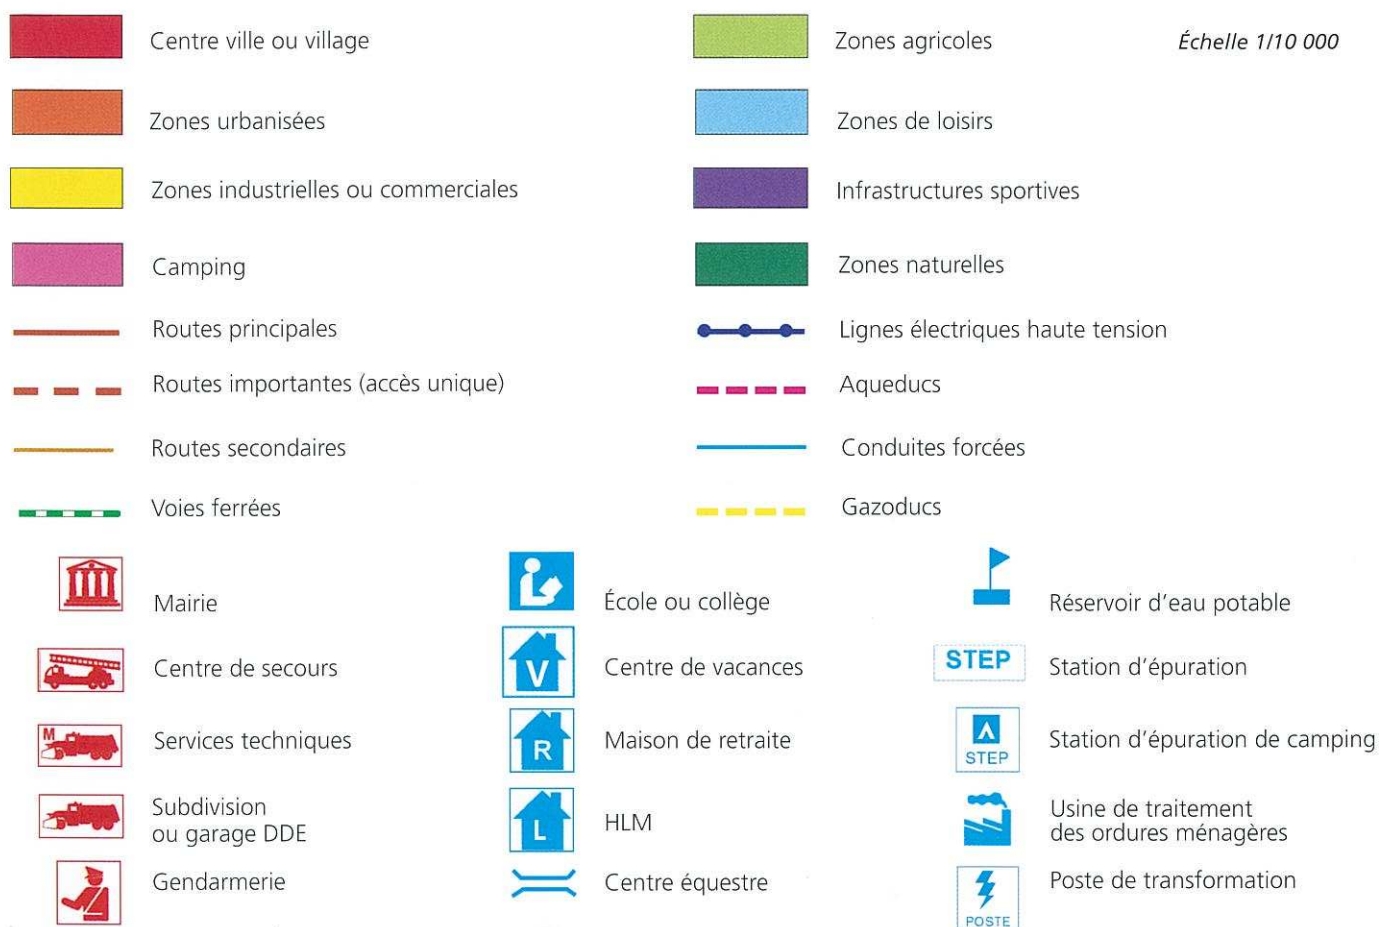 Centre ville ou village
Zones agricoles
Échelle 1/10 000
Zones urbanisées
Zones de loisirs
Zones industrielles ou commerciales
Infrastructures sportives
Camping
Zones naturelles
Routes principales
Lignes électriques haute tension
Routes importantes (accès unique)
Aqueducs
Routes secondaires
Conduites forcées
Voies ferrées
Gazoducs
Mairie
École ou collège
Réservoir d'eau potable
Centre de secours
V
Centre de vacances
STEP
Station d'épuration
M
Services techniques
R
Maison de retraite
STEP
Station d'épuration de camping
Subdivision
ou garage DDE
L
HLM
Usine de traitement
des ordures ménagères
Gendarmerie
Centre équestre
POSTE
Poste de transformation